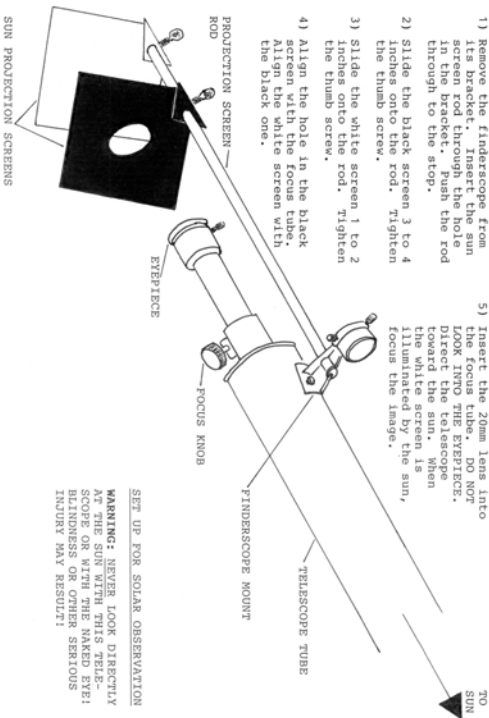 1) Remove the finderscope from
its bracket. Insert the sun
screen rod through the hole
in the bracket. Push the rod
through to the stop.
2) Slide the black screen 3 to 4
inches onto the rod. Tighten
the thumb screw.
3) Slide the white screen 1 to 2
inches onto the rod. Tighten
the thumb screw.
4) Align the hole in the black
screen with the focus tube.
Align the white screen with
the black one.
5) Insert the 20mm lens into
the focus tube. DO NOT
LOOK INTO THE EYEPIECE.
Direct the telescope
toward the sun. When
the white screen is
illuminated by the sun,
focus the image.
TO
SUN
PROJECTION SCREEN
ROD
SUN PROJECTION SCREENS
EYEPIECE
FOCUS KNOB
FINDERSCOPE MOUNT
TELESCOPE TUBE
SET UP FOR SOLAR OBSERVATION
WARNING: NEVER LOOK DIRECTLY
AT THE SUN WITH THIS TELE-
SCOPE OR WITH THE NAKED EYE!
BLINDNESS OR OTHER SERIOUS
INJURY MAY RESULT!